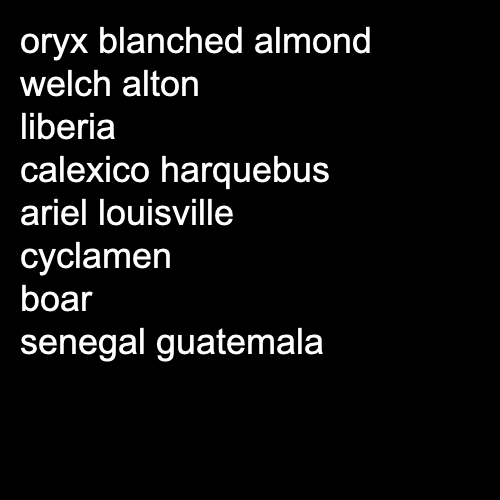 oryx blanched almond
welch alton
liberia
calexico harquebus
ariel louisville
cyclamen
boar
senegal guatemala